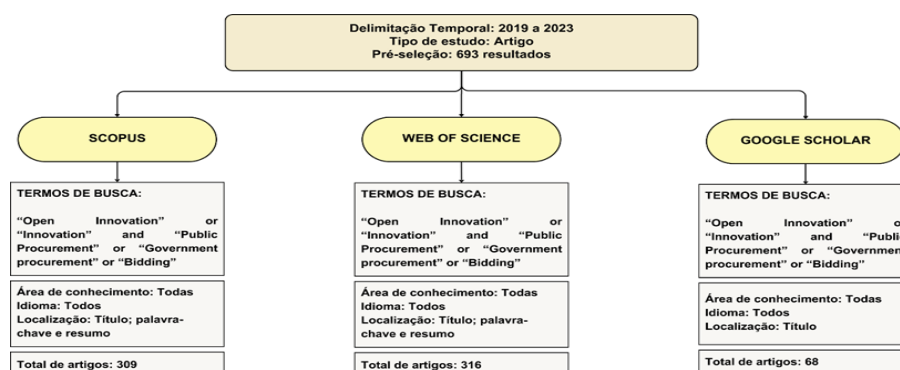 Delimitação Temporal: 2019 a 2023
Tipo de estudo: Artigo
Pré-seleção: 693 resultados
SCOPUS
TERMOS DE BUSCA:
“Open Innovation” or
“Innovation” and “Public
Procurement” or “Government
procurement” or “Bidding”
Área de conhecimento: Todas
Idioma: Todos
Localização: Título; palavra-
chave e resumo
Total de artigos: 309
WEB OF SCIENCE
TERMOS DE BUSCA:
“Open Innovation” or
“Innovation” and “Public
Procurement” or “Government
procurement” or “Bidding”
Área de conhecimento: Todas
Idioma: Todos
Localização: Título; palavra-
chave e resumo
Total de artigos: 316
GOOGLE SCHOLAR
TERMOS DE BUSCA:
“Open Innovation”
“Innovation” and “Public
Procurement” or “Government
procurement” or “Bidding”
Área de conhecimento: Todas
Idioma: Todos
Localização: Título
Total de artigos: 68